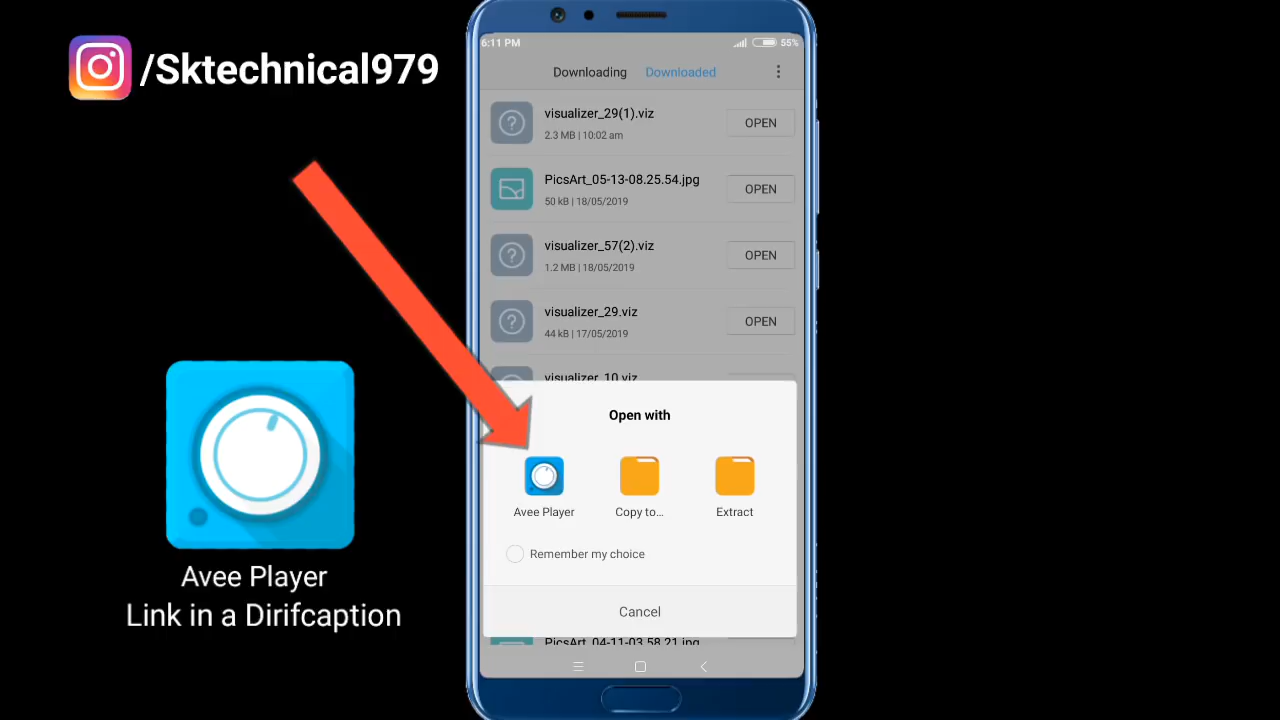 /Sktechnical979
6:11 PM
55%
Downloading
Downloaded
visualizer_29(1).viz
2.3 MB | 10:02 am
OPEN
PicsArt_05-13-08.25.54.jpg
50 kB | 18/05/2019
OPEN
visualizer_57(2).viz
1.2 MB | 18/05/2019
OPEN
visualizer_29.viz
44 kB | 17/05/2019
OPEN
visualizer_10.viz
Open with
Avee Player
Copy to...
Extract
Remember my choice
Cancel
PicsArt_04-11-03.58.21.jpg
Avee Player
Link in a Dirifcaption